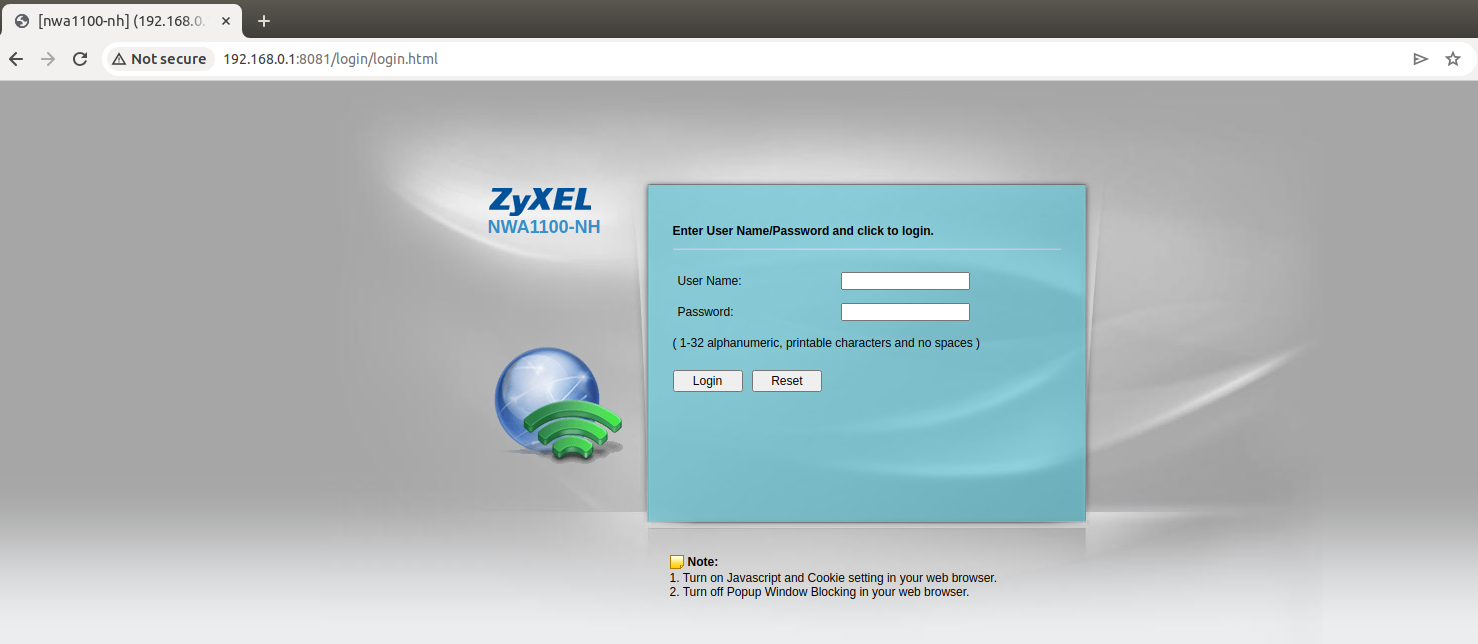 [nwa1100-nh] (192.168.0.
Not secure
192.168.0.1:8081/login/login.html
ZyXEL
NWA1100-NH
Enter User Name/Password and click to login.
User Name:
Password:
( 1-32 alphanumeric, printable characters and no spaces )
Login Reset
Note:
1. Turn on Javascript and Cookie setting in your web browser.
2. Turn off Popup Window Blocking in your web browser.